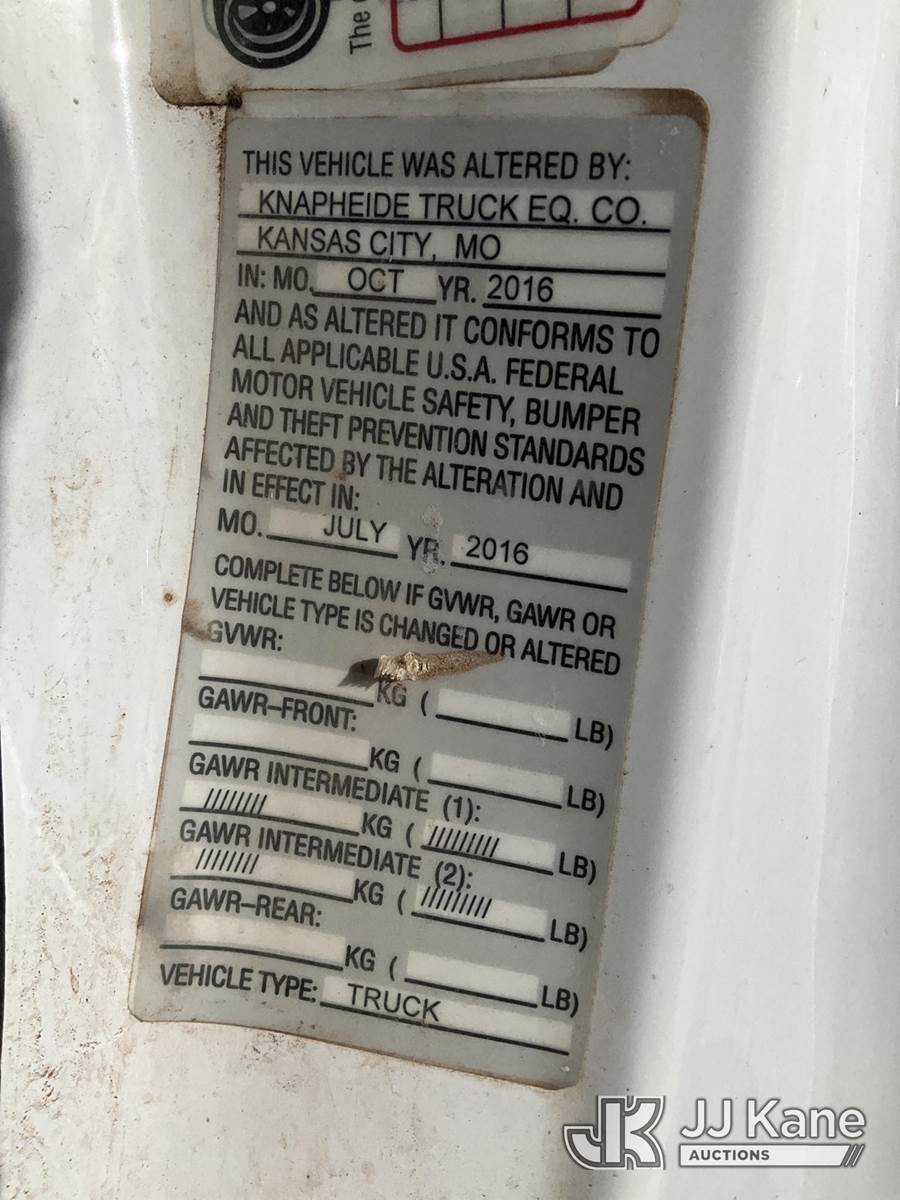 The
THIS VEHICLE WAS ALTERED BY:
KNAPHEIDE TRUCK EQ. CO.
KANSAS CITY, MO
IN: MO. OCT YR. 2016
AND AS ALTERED IT CONFORMS TO
ALL APPLICABLE U.S.A. FEDERAL
MOTOR VEHICLE SAFETY, BUMPER
AND THEFT PREVENTION STANDARDS
AFFECTED BY THE ALTERATION AND
IN EFFECT IN:
MO. JULY YR. 2016
COMPLETE BELOW IF GVWR, GAWR OR
VEHICLE TYPE IS CHANGED OR ALTERED
GVWR:
KG ( LB)
GAWR–FRONT:
KG ( LB)
GAWR INTERMEDIATE (1):
//////// KG ( ///////// LB)
GAWR INTERMEDIATE (2):
//////// KG ( ///////// LB)
GAWR–REAR:
KG ( LB)
VEHICLE TYPE: TRUCK
JK JJ Kane
AUCTIONS